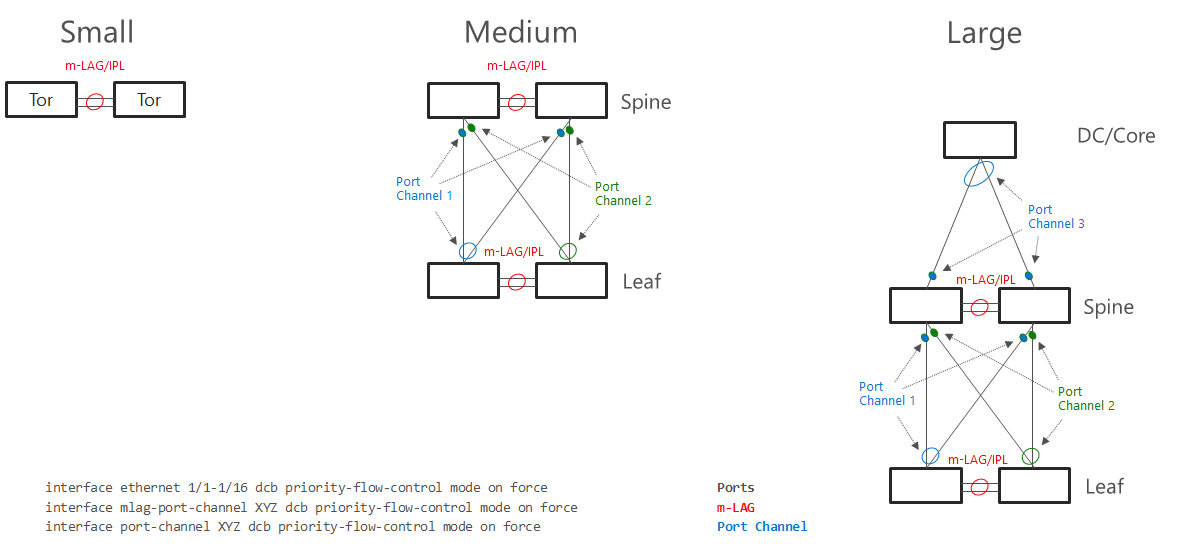 Small
m-LAG/IPL
Tor
Tor
Medium
m-LAG/IPL
Spine
Port
Channel 1
Port
Channel 2
m-LAG/IPL
Leaf
Large
DC/Core
Port
Channel 3
m-LAG/IPL
Spine
Port
Channel 1
Port
Channel 2
m-LAG/IPL
Leaf
interface ethernet 1/1-1/16 dcb priority-flow-control mode on force
Ports
interface mlag-port-channel XYZ dcb priority-flow-control mode on force
m-LAG
interface port-channel XYZ dcb priority-flow-control mode on force
Port Channel